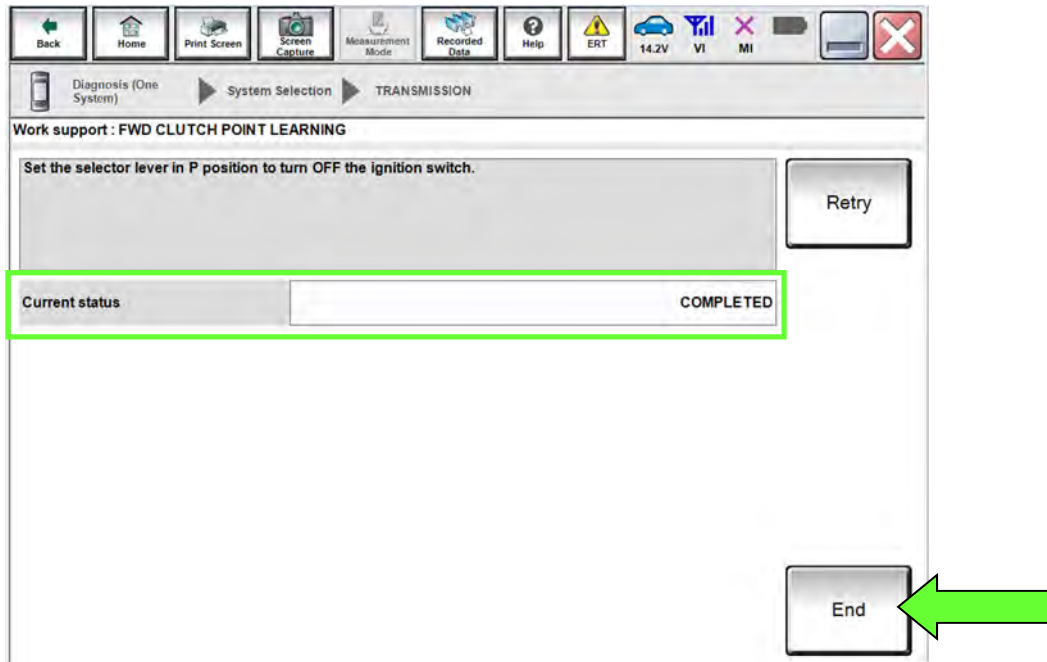 Back
Home
Print Screen
Screen
Capture
Measurement
Mode
Recorded
Data
Help
ERT
14.2V
VI
MI
Diagnosis (One
System)
System Selection
TRANSMISSION
Work support : FWD CLUTCH POINT LEARNING
Set the selector lever in P position to turn OFF the ignition switch.
Retry
Current status
COMPLETED
End